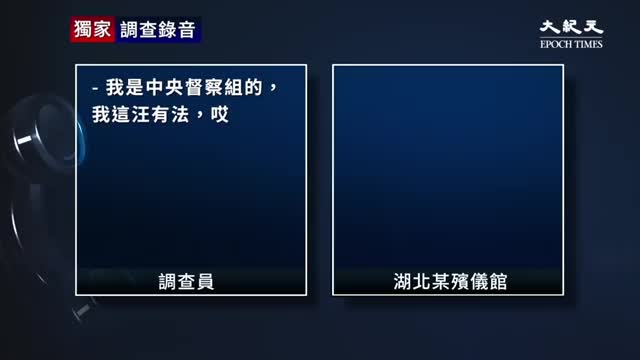 獨家 調查錄音
大紀元
EPOCH TIMES
- 我是中央督察組的，
我這汪有法，哎
調查員
湖北某殯儀館